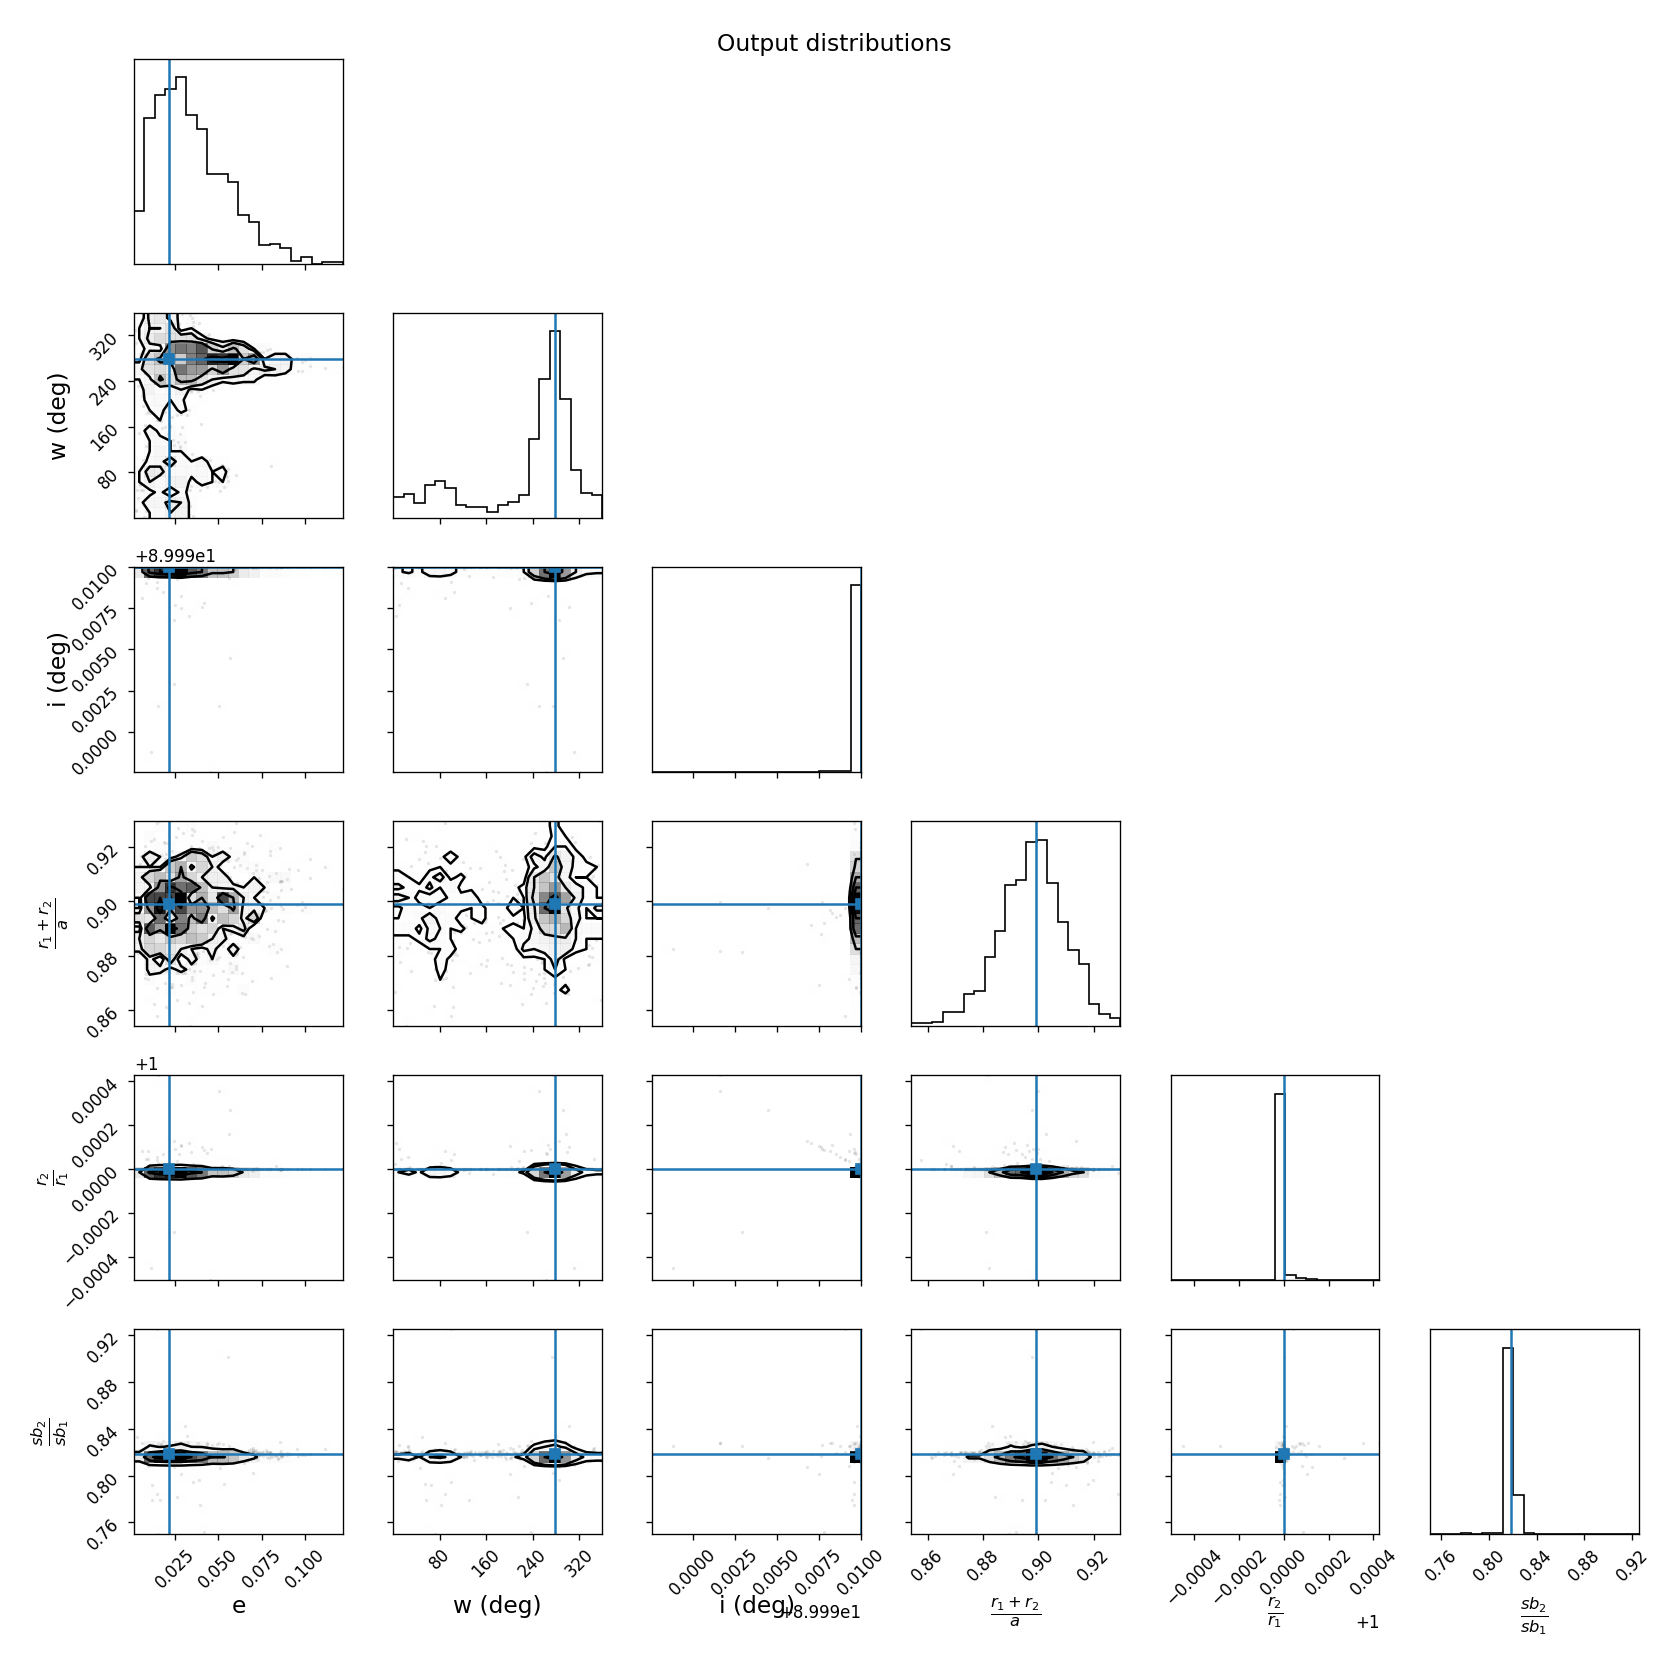 Output distributions
w (deg)
320
240
160
80
+8.999e1
i (deg)
0.0100
0.0075
0.0050
0.0025
0.0000
r1 + r2
a
0.92
0.90
0.88
0.86
+1
r2
r1
0.0004
0.0002
0.0000
−0.0002
−0.0004
sb2
sb1
0.92
0.88
0.84
0.80
0.76
0.025 0.050 0.075 0.100
e
80 160 240 320
w (deg)
0.0000 0.0025 0.0050 0.0075 0.0100
i (deg)
+8.999e1
0.86 0.88 0.90 0.92
r1 + r2
a
−0.0004 −0.0002 0.0000 0.0002 0.0004
r2
r1
+1
0.76 0.80 0.84 0.88 0.92
sb2
sb1